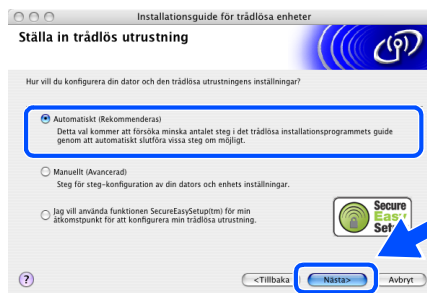 Installationsguide för trådlösa enheter
Ställa in trådlös utrustning
Hur vill du konfigurera din dator och den trådlösa utrustningens inställningar?
Automatiskt (Rekommenderas)
Detta val kommer att försöka minska antalet steg i det trådlösa installationsprogrammets guide
genom att automatiskt slutföra vissa steg om möjligt.
Manuellt (Avancerad)
Steg för steg-konfiguration av din dators och enhets inställningar.
Jag vill använda funktionen SecureEasySetup(tm) för min
åtkomstpunkt för att konfigurera min trådlösa utrustning.
Secure
Easy
Set
?
<Tillbaka
Nästa>
Avbryt